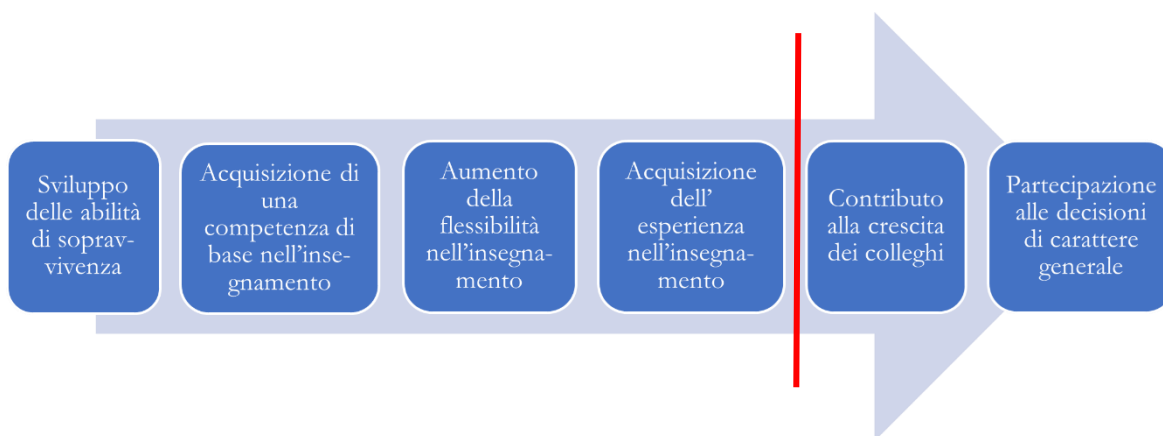 Sviluppo
delle abilità
di soprav-
vivenza
Acquisizione di
una
competenza di
base nell'inse-
gnamento
Aumento
della
flessibilità
nell'insegna-
mento
Acquisizione
dell'
esperienza
nell'insegna-
mento
Contributo
alla crescita
dei colleghi
Partecipazione
alle decisioni
di carattere
generale